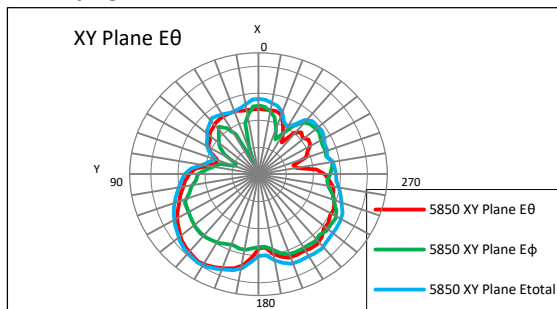 XY Plane Eθ
X
0
Y
90
270
180
5850 XY Plane Eθ
5850 XY Plane Eϕ
5850 XY Plane Etotal